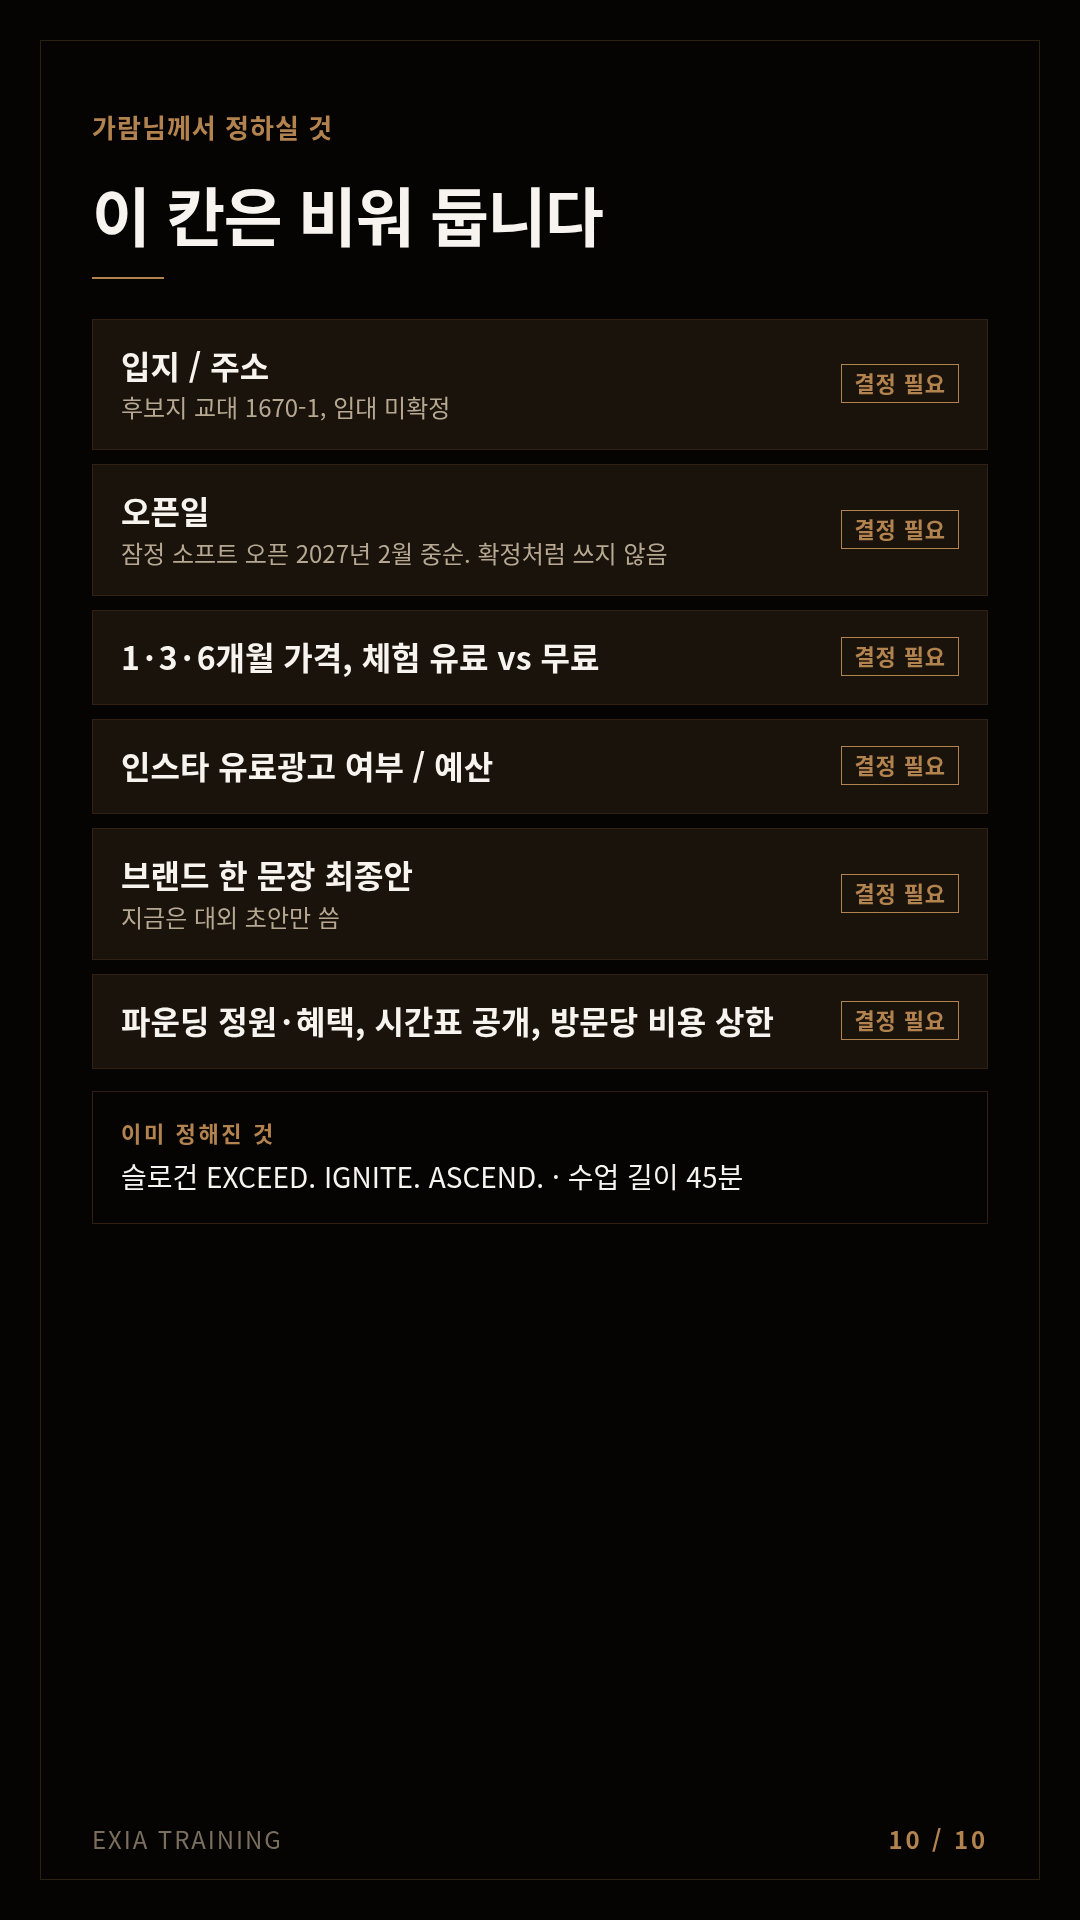 가람님께서 정하실 것
이 칸은 비워 둡니다
입지 / 주소
후보지 교대 1670-1, 임대 미확정
결정 필요
오픈일
잠정 소프트 오픈 2027년 2월 중순. 확정처럼 쓰지 않음
결정 필요
1·3·6개월 가격, 체험 유료 vs 무료
결정 필요
인스타 유료광고 여부 / 예산
결정 필요
브랜드 한 문장 최종안
지금은 대외 초안만 씀
결정 필요
파운딩 정원·혜택, 시간표 공개, 방문당 비용 상한
결정 필요
이미 정해진 것
슬로건 EXCEED. IGNITE. ASCEND. · 수업 길이 45분
EXIA TRAINING
10 / 10